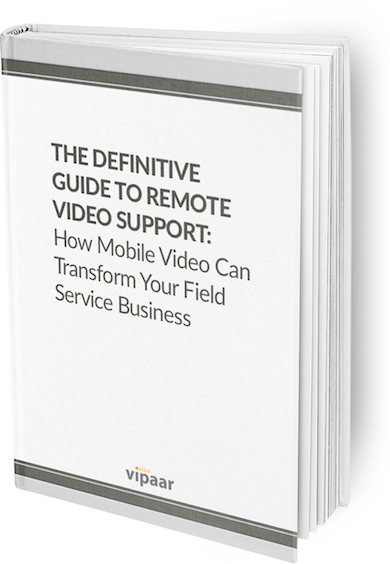 THE DEFINITIVE
GUIDE TO REMOTE
VIDEO SUPPORT:
How Mobile Video Can
Transform Your Field
Service Business
vipaar